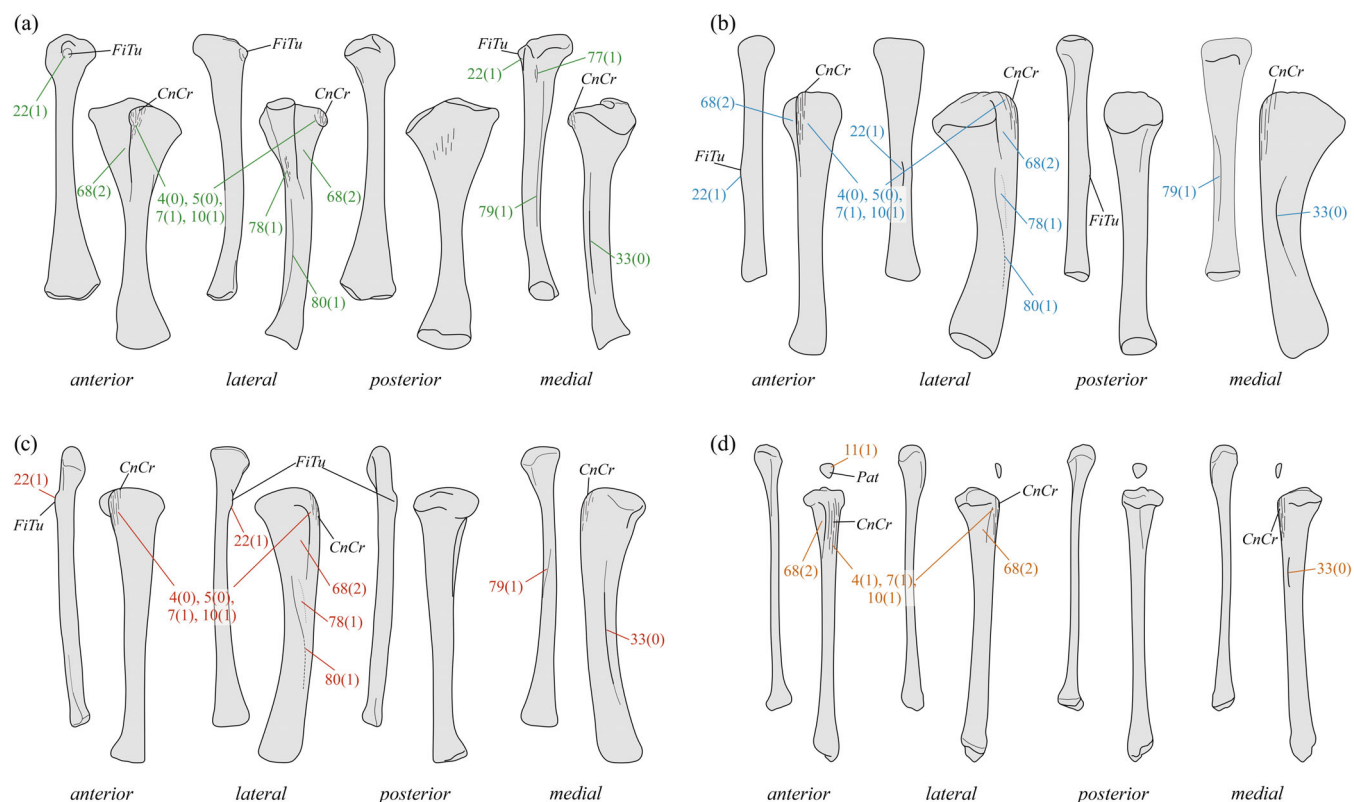 (a)
FiTu
22(1)
CnCr
68(2)
4(0), 5(0),
7(1), 10(1)
FiTu
CnCr
68(2)
78(1)
80(1)
FiTu
22(1)
77(1)
CnCr
79(1)
33(0)
anterior
lateral
posterior
medial
(b)
CnCr
68(2)
FiTu
22(1)
4(0), 5(0),
7(1), 10(1)
22(1)
CnCr
68(2)
78(1)
80(1)
FiTu
CnCr
79(1)
33(0)
anterior
lateral
posterior
medial
(c)
22(1)
FiTu
CnCr
4(0), 5(0),
7(1), 10(1)
FiTu
22(1)
CnCr
68(2)
78(1)
80(1)
CnCr
79(1)
33(0)
anterior
lateral
posterior
medial
(d)
11(1)
Pat
CnCr
68(2)
4(1), 7(1),
10(1)
CnCr
68(2)
CnCr
33(0)
anterior
lateral
posterior
medial